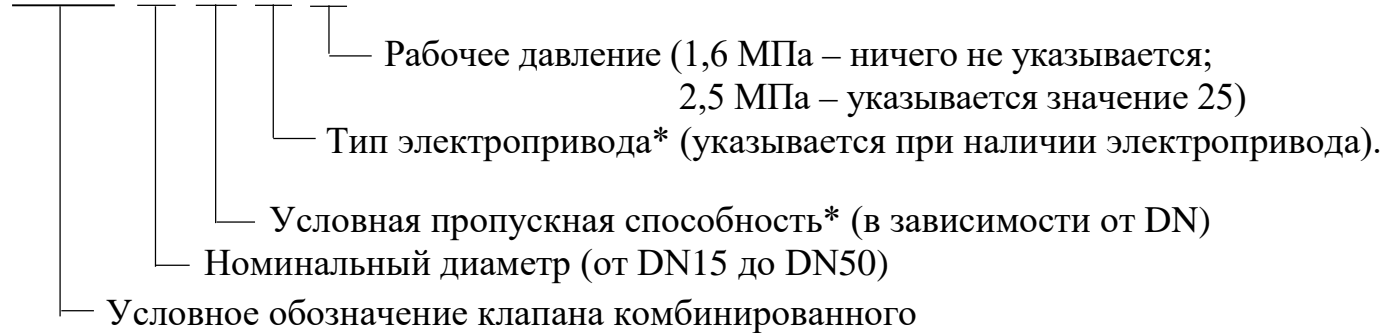 Рабочее давление (1,6 МПа – ничего не указывается;
2,5 МПа – указывается значение 25)
Тип электропривода* (указывается при наличии электропривода).
Условная пропускная способность* (в зависимости от DN)
Номинальный диаметр (от DN15 до DN50)
Условное обозначение клапана комбинированного